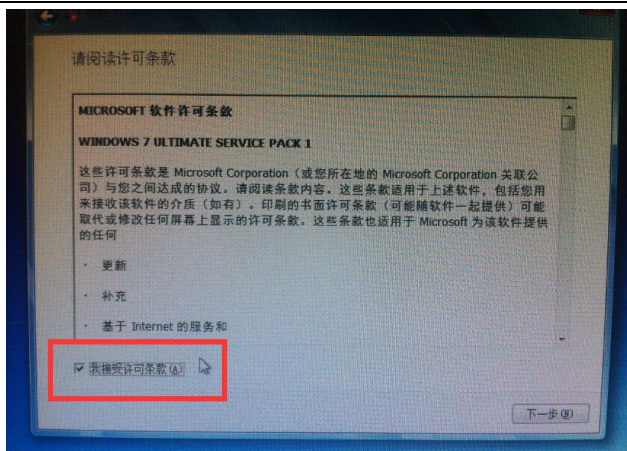 请阅读许可条款
MICROSOFT 软件许可条款
WINDOWS 7 ULTIMATE SERVICE PACK 1
这些许可条款是 Microsoft Corporation（或您所在地的 Microsoft Corporation 关联公
司）与您之间达成的协议。请阅读条款内容。这些条款适用于上述软件，包括您用
来接收该软件的介质（如有）。印刷的书面许可条款（可能随软件一起提供）可能
取代或修改任何屏幕上显示的许可条款。这些条款也适用于 Microsoft 为该软件提供
的任何
· 更新
· 补充
· 基于 Internet 的服务和
我接受许可条款(A)
下一步(N)